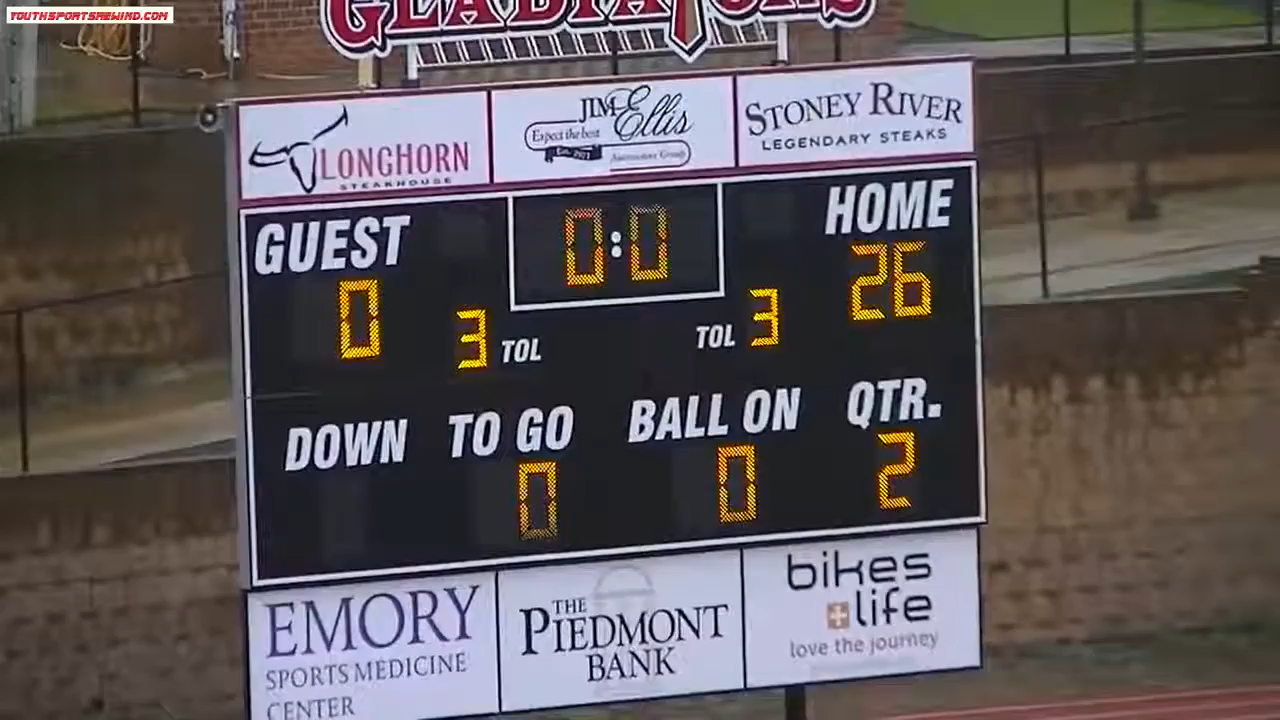 YOUTHSPORTSREWIND.COM
GLADIATORS
LONGHORN
STEAKHOUSE
JIM Ellis
Expect the best
Automotive Group
STONEY RIVER
LEGENDARY STEAKS
GUEST
0:0
HOME
0
26
3 TOL
TOL 3
DOWN
TO GO
BALL ON
QTR.
0
0
2
EMORY
SPORTS MEDICINE
CENTER
THE
PIEDMONT
BANK
bikes
+life
love the journey